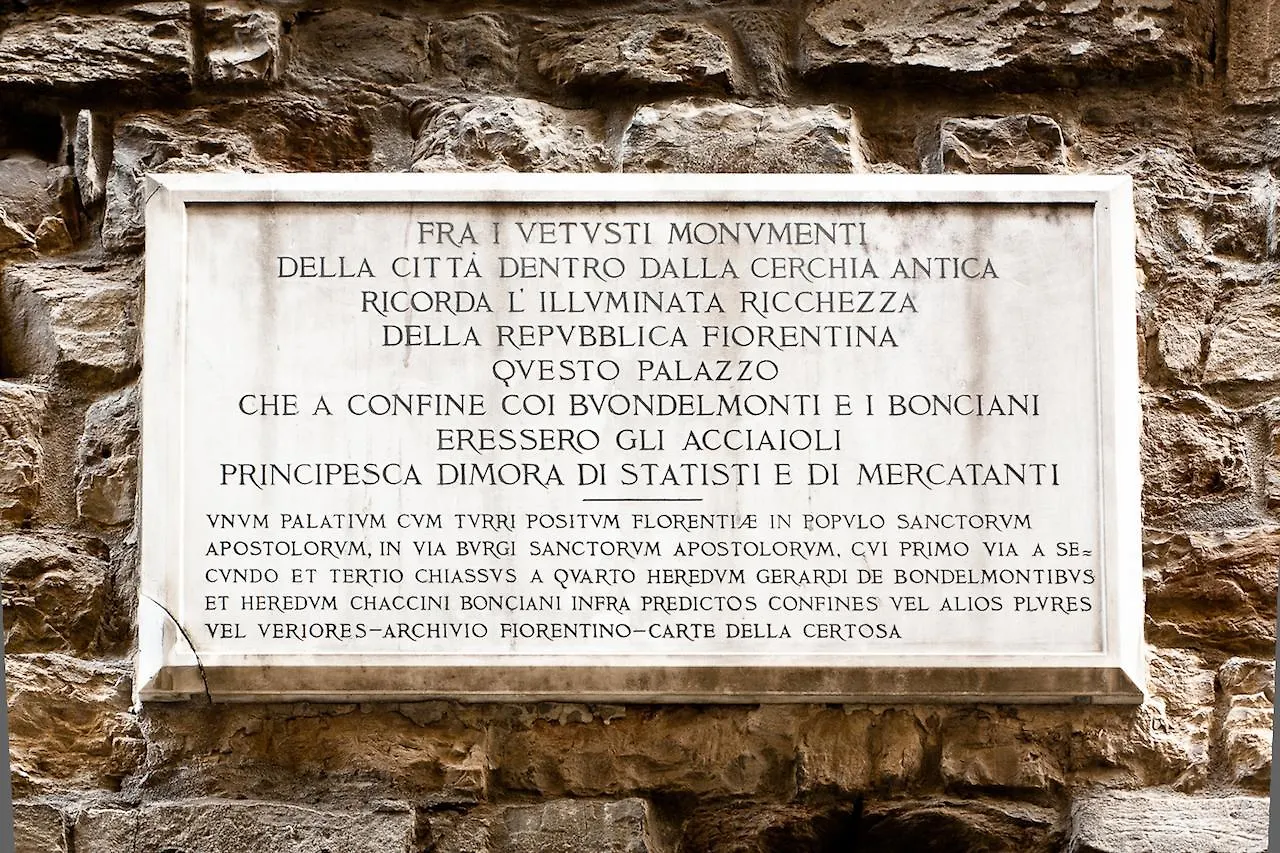 FRA I VETVSTI MONVMENTI
DELLA CITTÀ DENTRO DALLA CERCHIA ANTICA
RICORDA L' ILLVMINATA RICCHEZZA
DELLA REPVBBLICA FIORENTINA
QVESTO PALAZZO
CHE A CONFINE COI BVONDELMONTI E I BONCIANI
ERESSERO GLI ACCIAIOLI
PRINCIPESCA DIMORA DI STATISTI E DI MERCATANTI
VNVM PALATIVM CVM TVRRI POSITVM FLORENTIÆ IN POPVLO SANCTORVM
APOSTOLORVM, IN VIA BVRGI SANCTORVM APOSTOLORVM, CVI PRIMO VIA A SE=
CVNDO ET TERTIO CHIASSVS A QVARTO HEREDVM GERARDI DE BONDELMONTIBVS
ET HEREDVM CHACCINI BONCIANI INFRA PREDICTOS CONFINES VEL ALIOS PLVRES
VEL VERIORES–ARCHIVIO FIORENTINO–CARTE DELLA CERTOSA